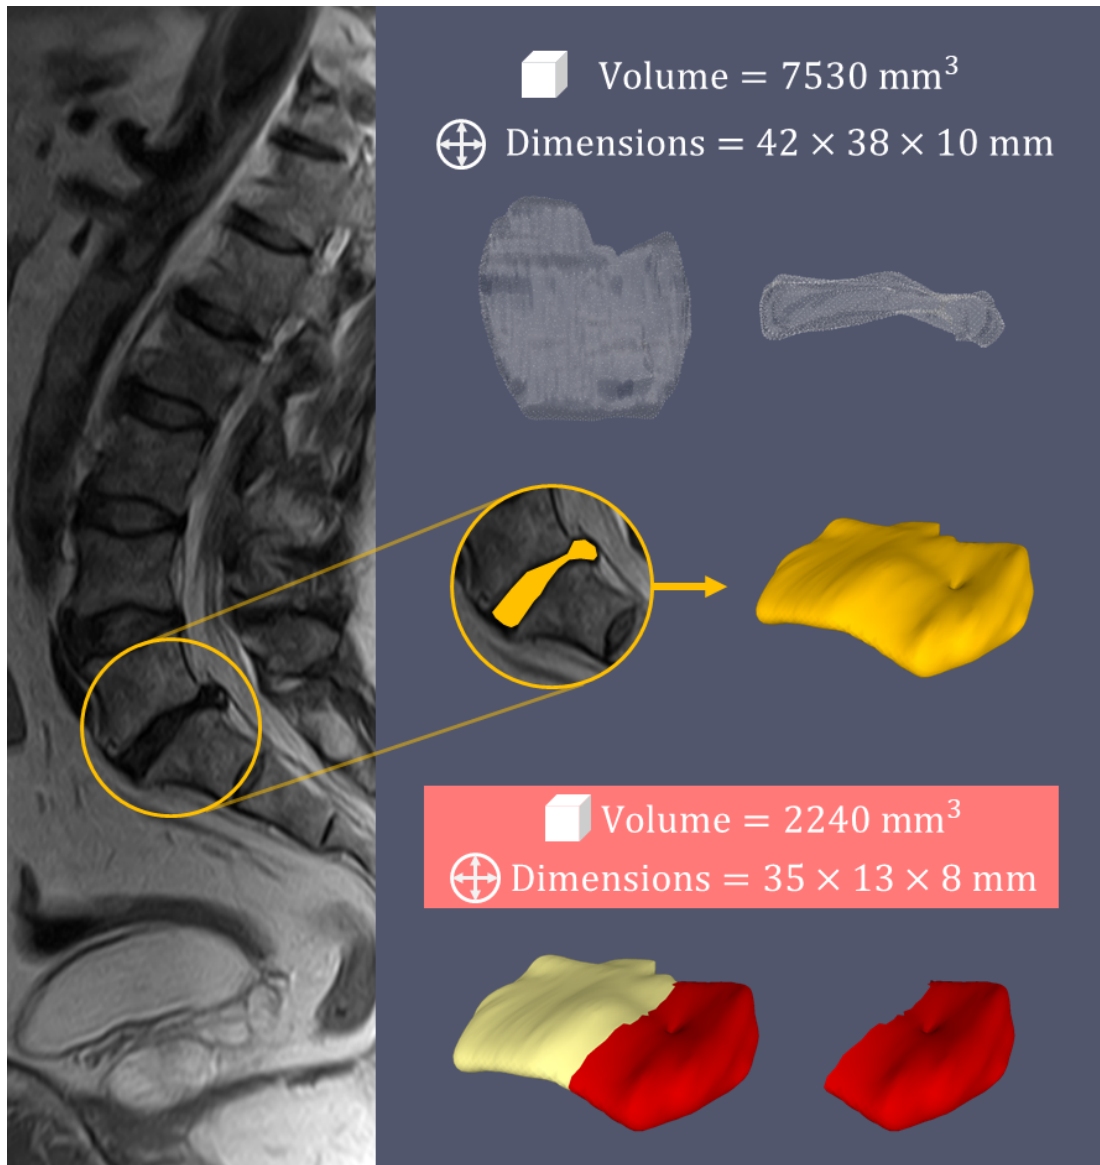 Volume = 7530 mm³
Dimensions = 42 × 38 × 10 mm
Volume = 2240 mm³
Dimensions = 35 × 13 × 8 mm